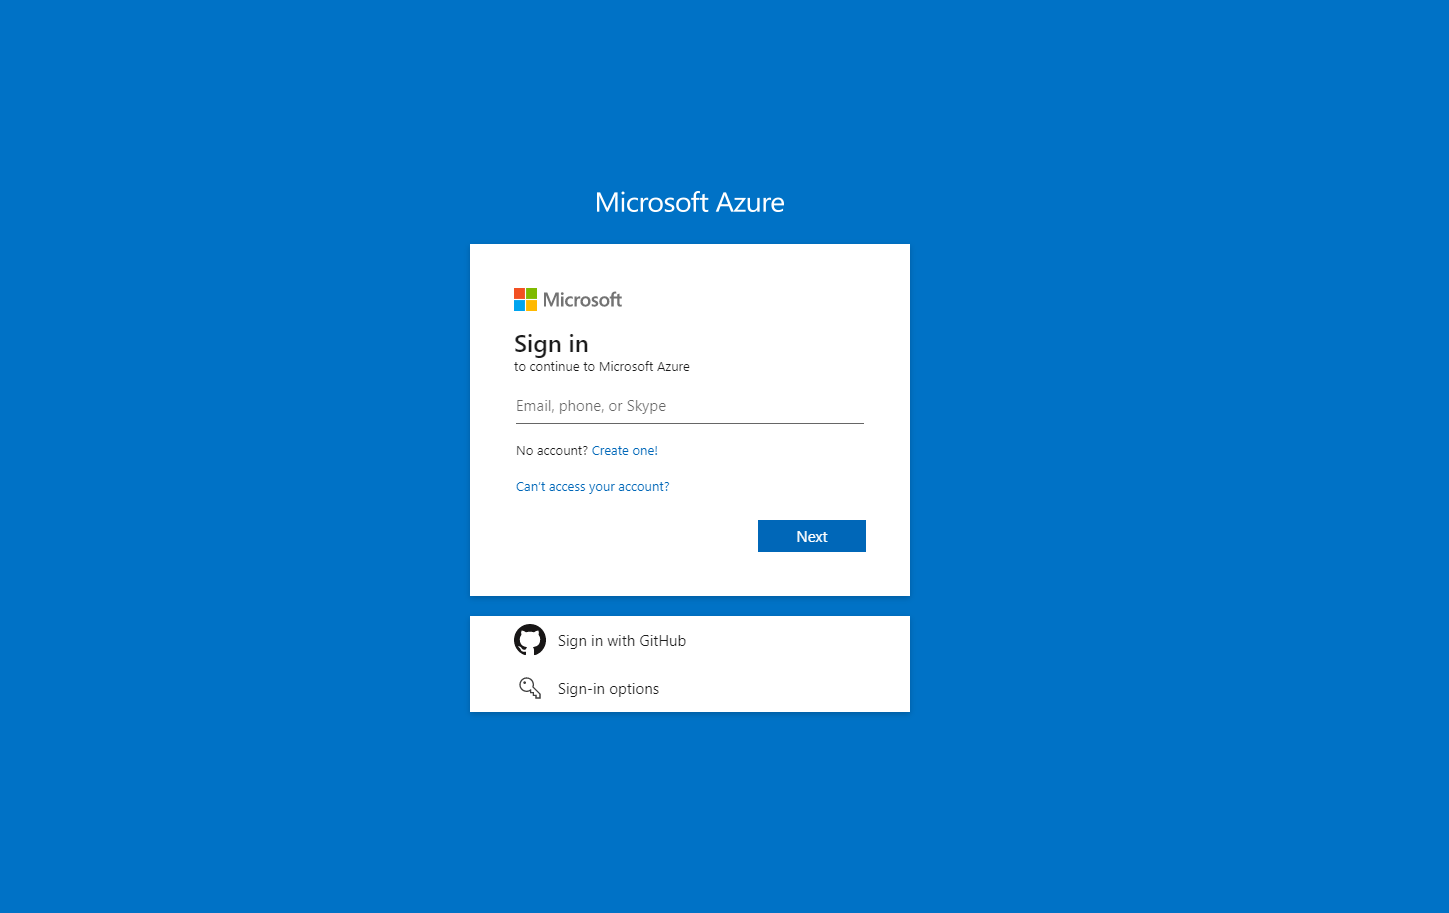 Microsoft Azure
Microsoft
Sign in
to continue to Microsoft Azure
Email, phone, or Skype
No account? Create one!
Can't access your account?
Next
Sign in with GitHub
Sign-in options